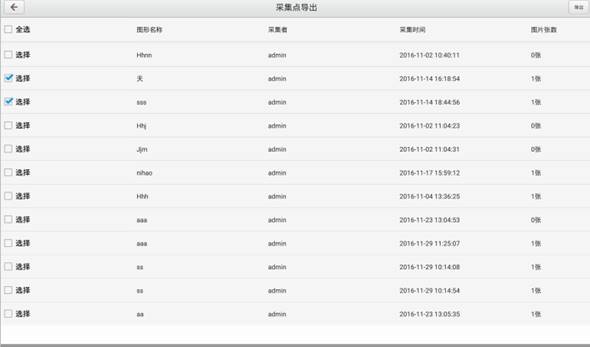 采集点导出 导出
全选 图形名称 采集者 采集时间 图片张数
选择 Hhnn admin 2016-11-02 10:40:11 0张
选择 天 admin 2016-11-14 16:18:54 1张
选择 sss admin 2016-11-14 18:44:56 1张
选择 Hhj admin 2016-11-02 11:04:23 0张
选择 Jjm admin 2016-11-02 11:04:31 0张
选择 nihao admin 2016-11-17 15:59:12 1张
选择 Hhh admin 2016-11-04 13:36:25 1张
选择 aaa admin 2016-11-23 13:04:53 0张
选择 aaa admin 2016-11-29 11:25:07 1张
选择 ss admin 2016-11-29 10:14:08 1张
选择 ss admin 2016-11-29 10:14:54 1张
选择 aa admin 2016-11-23 13:05:35 1张